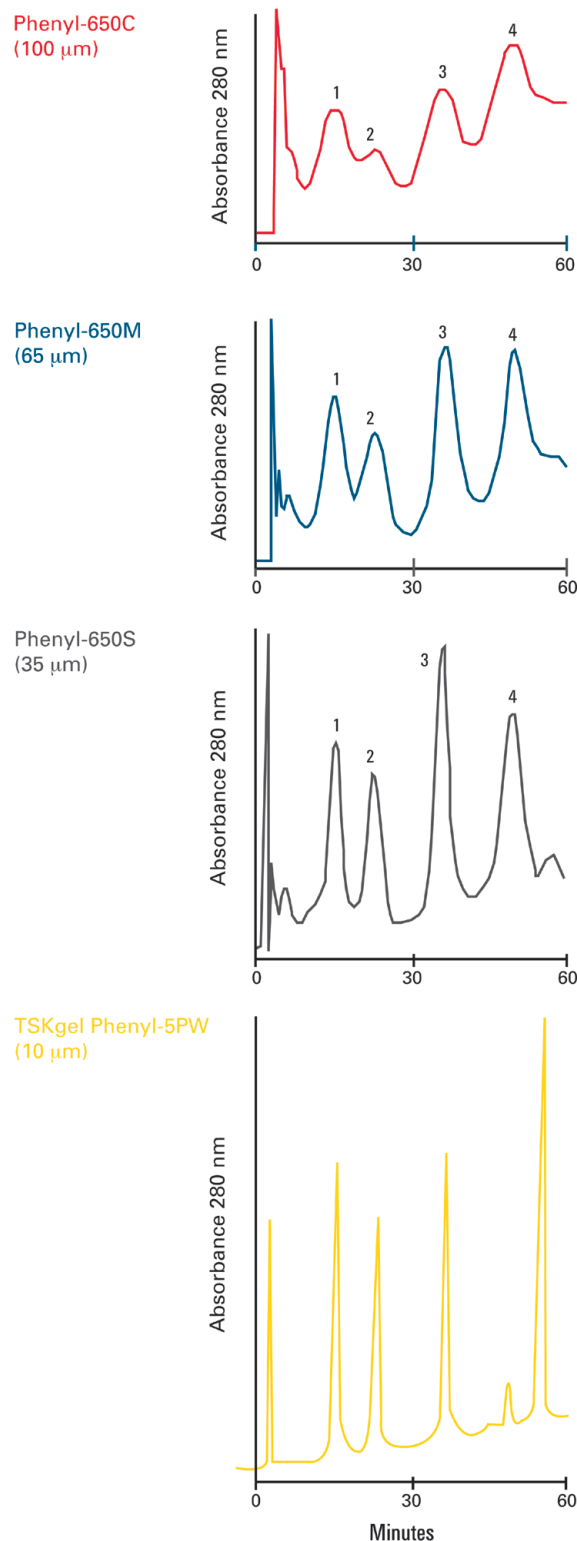 Phenyl-650C
(100 µm)
Absorbance 280 nm
1
2
3
4
0
30
60
Phenyl-650M
(65 µm)
Absorbance 280 nm
1
2
3
4
0
30
60
Phenyl-650S
(35 µm)
Absorbance 280 nm
1
2
3
4
0
30
60
TSKgel Phenyl-5PW
(10 µm)
Absorbance 280 nm
0
30
60
Minutes